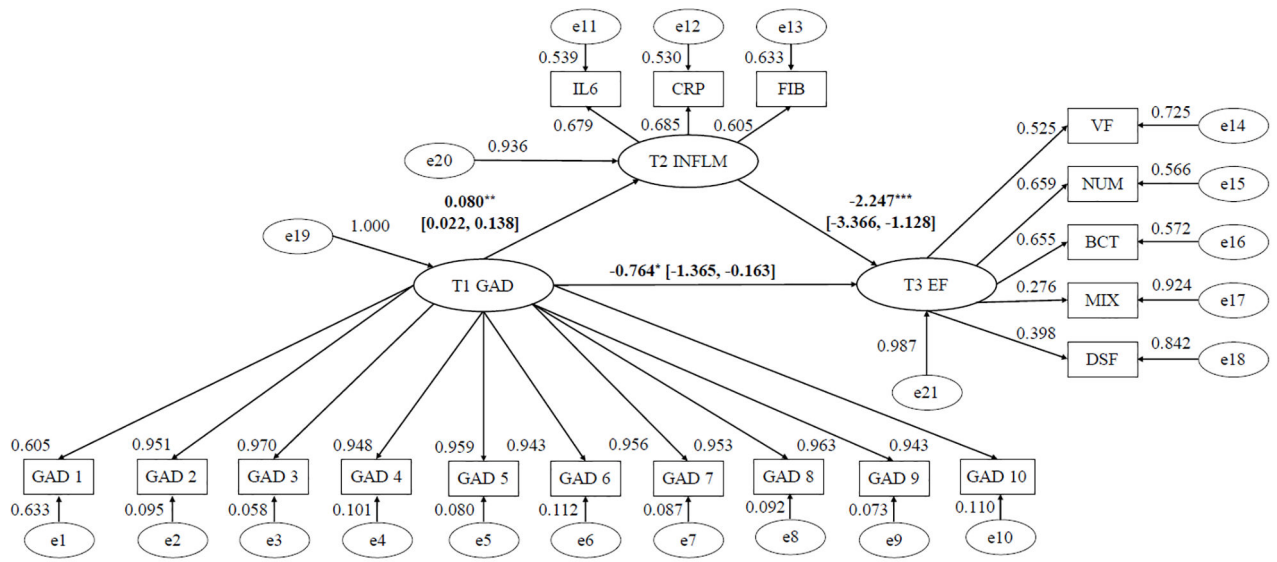 e11
e12
e13
0.539
0.530
0.633
IL6
CRP
FIB
0.679
0.685
0.605
e20
0.936
T2 INFLM
0.525
VF
0.725
e14
0.659
NUM
0.566
e15
0.655
BCT
0.572
e16
0.276
MIX
0.924
e17
0.398
DSF
0.842
e18
0.080**
[0.022, 0.138]
-2.247***
[-3.366, -1.128]
e19
1.000
T1 GAD
-0.764* [-1.365, -0.163]
T3 EF
0.987
e21
0.605
0.951
0.970
0.948
0.959
0.943
0.956
0.953
0.963
0.943
GAD 1
GAD 2
GAD 3
GAD 4
GAD 5
GAD 6
GAD 7
GAD 8
GAD 9
GAD 10
0.633
0.095
0.058
0.101
0.080
0.112
0.087
0.092
0.073
0.110
e1
e2
e3
e4
e5
e6
e7
e8
e9
e10